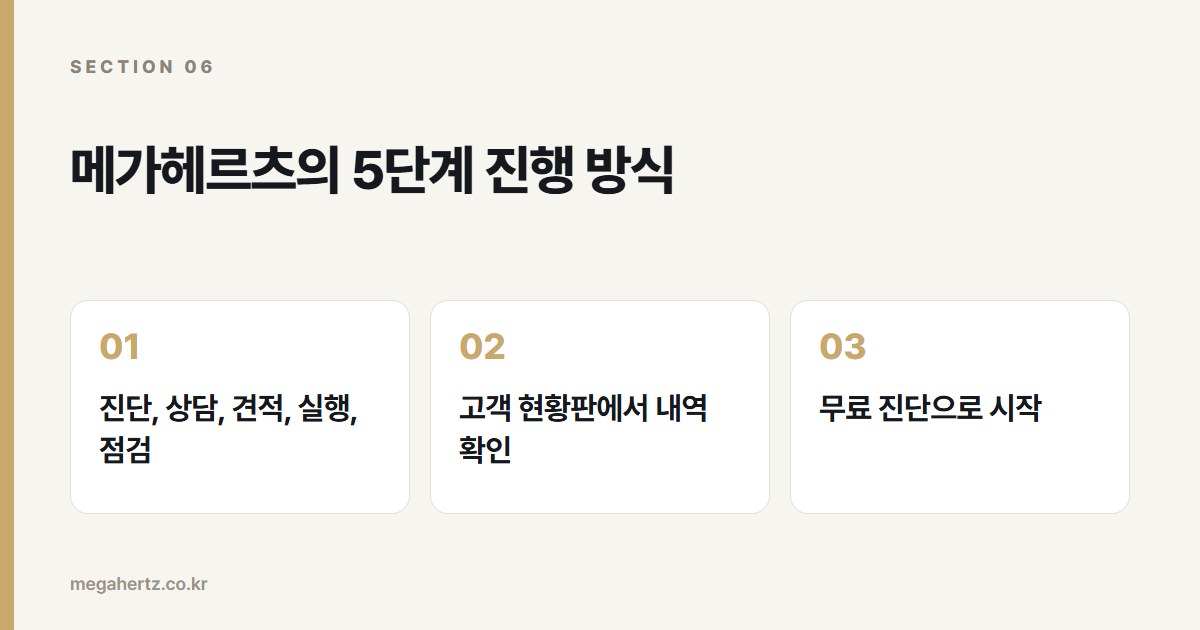 SECTION 06
메가헤르츠의 5단계 진행 방식
01
진단, 상담, 견적, 실행,
점검
02
고객 현황판에서 내역
확인
03
무료 진단으로 시작
megahertz.co.kr